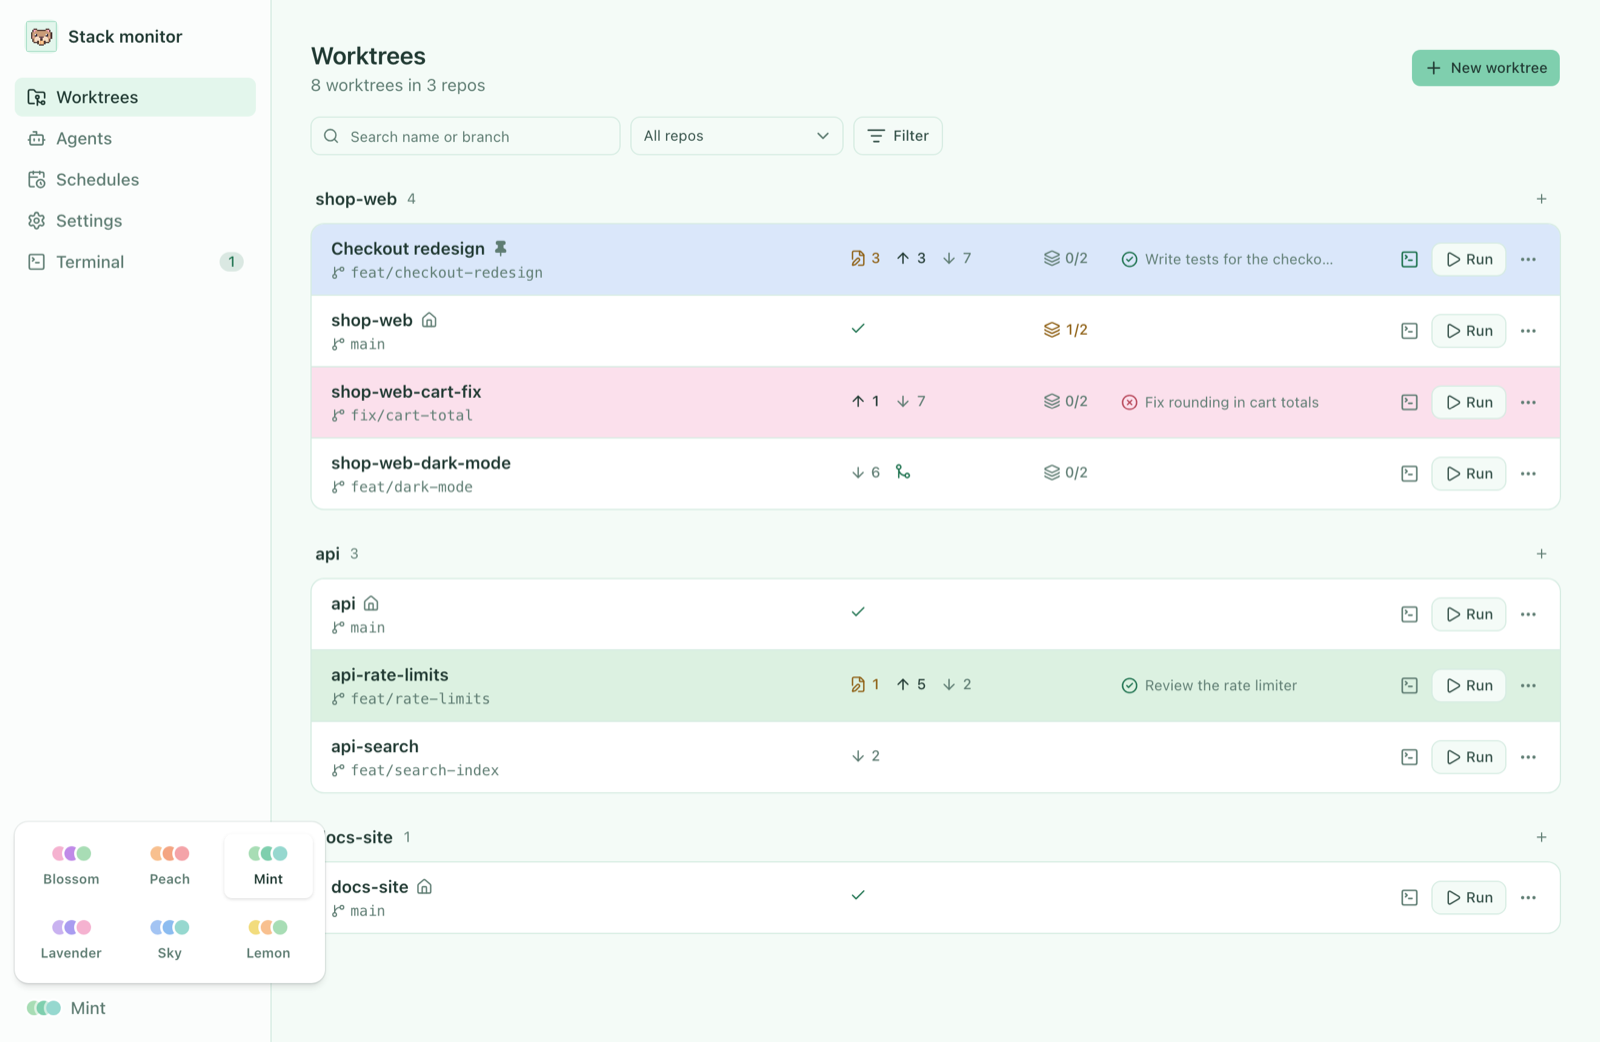 Stack monitor
Worktrees
Agents
Schedules
Settings
Terminal 1
Worktrees
8 worktrees in 3 repos
New worktree
Search name or branch
All repos
Filter
shop-web 4
Checkout redesign
feat/checkout-redesign
3 3 7 0/2 Write tests for the checko... Run
shop-web
main
1/2 Run
shop-web-cart-fix
fix/cart-total
1 7 0/2 Fix rounding in cart totals Run
shop-web-dark-mode
feat/dark-mode
6 0/2 Run
api 3
api
main
Run
api-rate-limits
feat/rate-limits
1 5 2 Review the rate limiter Run
api-search
feat/search-index
2 Run
ocs-site 1
docs-site
main
Run
Blossom Peach Mint
Lavender Sky Lemon
Mint